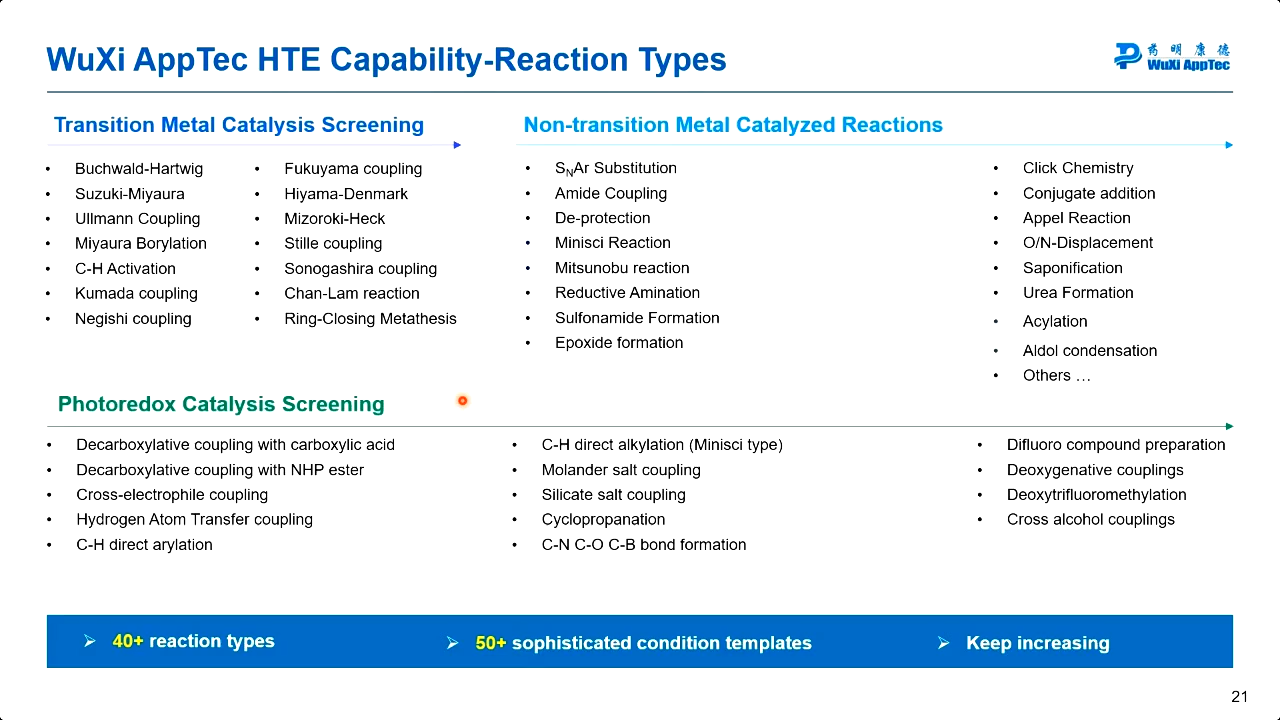 WuXi AppTec HTE Capability-Reaction Types
药 明 康 德
WuXi AppTec
Transition Metal Catalysis Screening
• Buchwald-Hartwig
• Suzuki-Miyaura
• Ullmann Coupling
• Miyaura Borylation
• C-H Activation
• Kumada coupling
• Negishi coupling
• Fukuyama coupling
• Hiyama-Denmark
• Mizoroki-Heck
• Stille coupling
• Sonogashira coupling
• Chan-Lam reaction
• Ring-Closing Metathesis
Non-transition Metal Catalyzed Reactions
• SNAr Substitution
• Amide Coupling
• De-protection
• Minisci Reaction
• Mitsunobu reaction
• Reductive Amination
• Sulfonamide Formation
• Epoxide formation
• Click Chemistry
• Conjugate addition
• Appel Reaction
• O/N-Displacement
• Saponification
• Urea Formation
• Acylation
• Aldol condensation
• Others …
Photoredox Catalysis Screening
• Decarboxylative coupling with carboxylic acid
• Decarboxylative coupling with NHP ester
• Cross-electrophile coupling
• Hydrogen Atom Transfer coupling
• C-H direct arylation
• C-H direct alkylation (Minisci type)
• Molander salt coupling
• Silicate salt coupling
• Cyclopropanation
• C-N C-O C-B bond formation
• Difluoro compound preparation
• Deoxygenative couplings
• Deoxytrifluoromethylation
• Cross alcohol couplings
➢ 40+ reaction types
➢ 50+ sophisticated condition templates
➢ Keep increasing
21